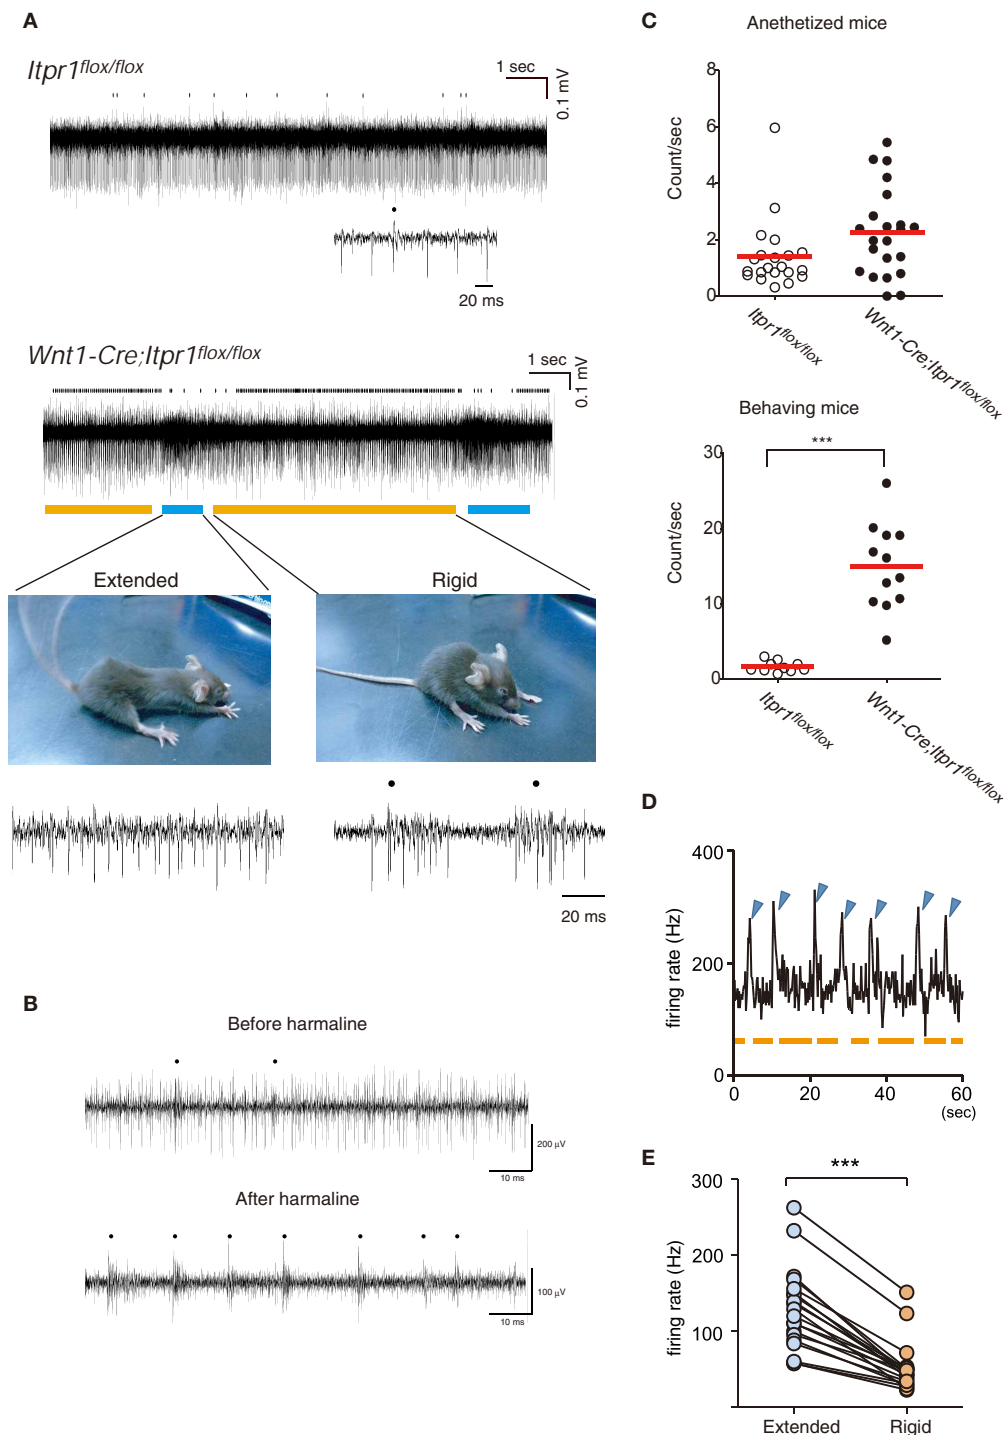 A
Itpr1flox/flox
1 sec
0.1 mV
20 ms
Wnt1-Cre;Itpr1flox/flox
1 sec
0.1 mV
Extended
Rigid
20 ms
B
Before harmaline
200 µV
10 ms
After harmaline
100 µV
10 ms
C
Anethetized mice
8
6
4
2
0
Count/sec
Itpr1flox/flox
Wnt1-Cre;Itpr1flox/flox
Behaving mice
***
30
20
10
0
Count/sec
Itpr1flox/flox
Wnt1-Cre;Itpr1flox/flox
D
400
200
0
firing rate (Hz)
0 20 40 60
(sec)
E
***
300
200
100
firing rate (Hz)
Extended Rigid